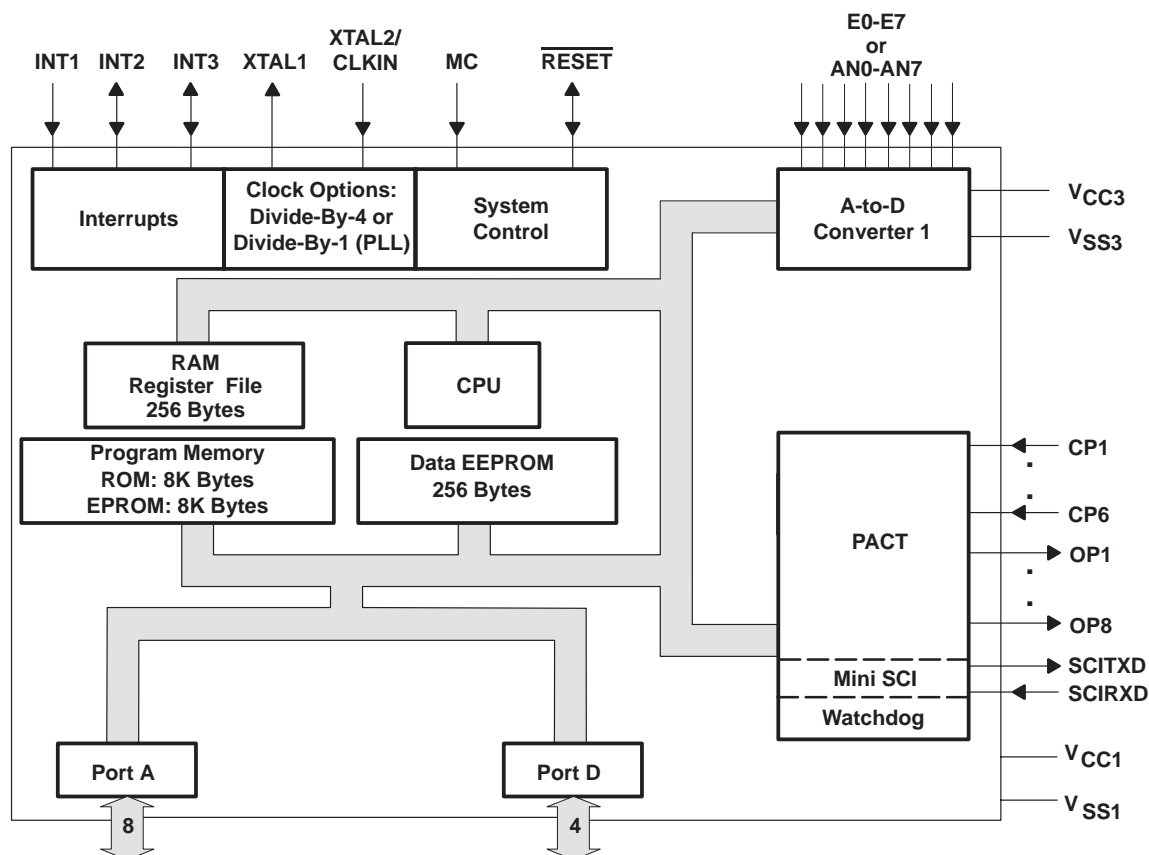 E0-E7
or
AN0-AN7
INT1 INT2 INT3 XTAL1 XTAL2/
CLKIN MC RESET
Interrupts
Clock Options:
Divide-By-4 or
Divide-By-1 (PLL)
System
Control
A-to-D
Converter 1
VCC3
VSS3
RAM
Register File
256 Bytes
CPU
Program Memory
ROM: 8K Bytes
EPROM: 8K Bytes
Data EEPROM
256 Bytes
PACT
CP1
CP6
OP1
OP8
Mini SCI
SCITXD
SCIRXD
Watchdog
Port A
Port D
VCC1
VSS1
8
4